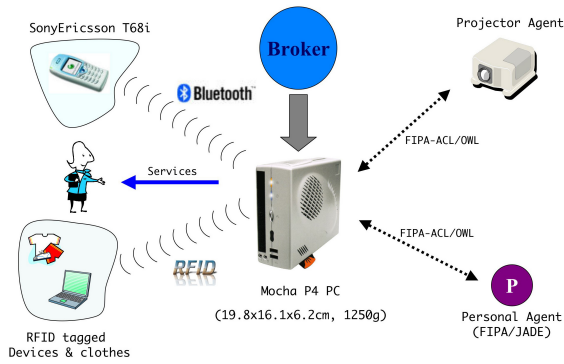 SonyEricsson T68i
Broker
Projector Agent
Bluetooth™
FIPA-ACL/OWL
Services
FIPA-ACL/OWL
RFID
P
Mocha P4 PC
(19.8x16.1x6.2cm, 1250g)
Personal Agent
(FIPA/JADE)
RFID tagged
Devices & clothes